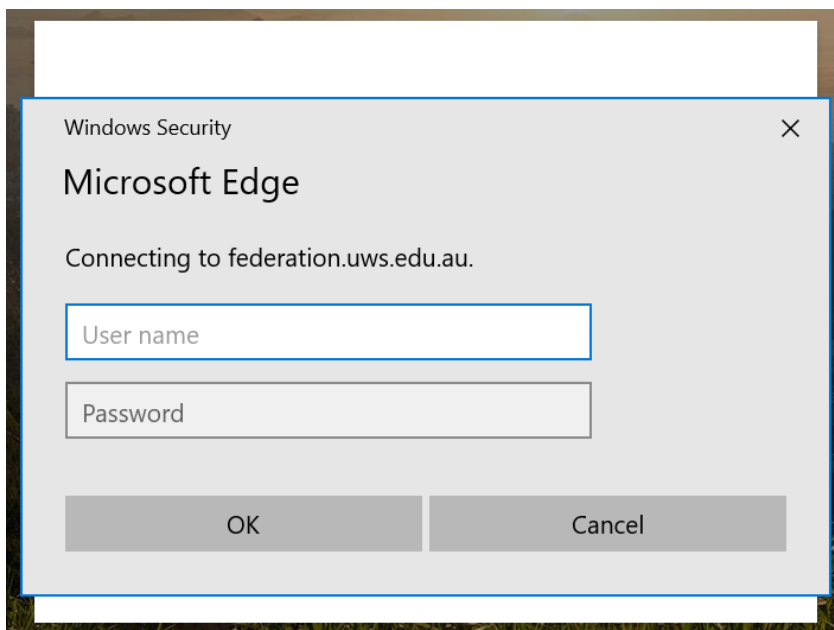 Windows Security
Microsoft Edge
Connecting to federation.uws.edu.au.
User name
Password
OK Cancel